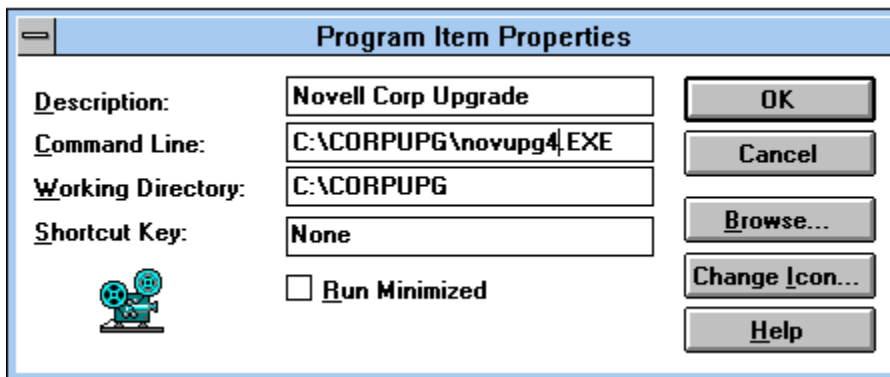 Program Item Properties
Description: Novell Corp Upgrade
Command Line: C:\CORPUPG\novupg4.EXE
Working Directory: C:\CORPUPG
Shortcut Key: None
Run Minimized
OK
Cancel
Browse...
Change Icon...
Help